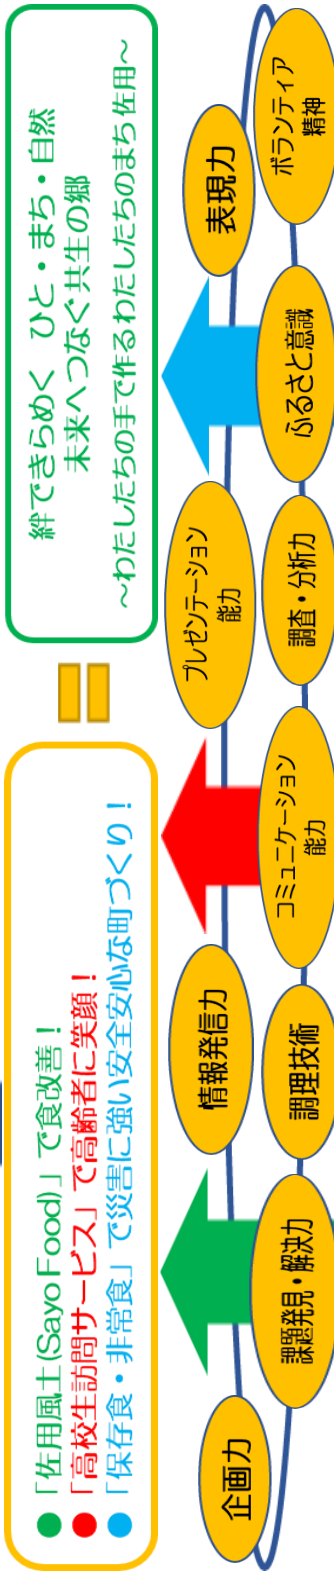 ●「佐用風土(Sayo Food)」で食改善！
●「高校生訪問サービス」で高齢者に笑顔！
●「保存食・非常食」で災害に強い安全安心な町づくり！
＝
絆できらめく ひと・まち・自然
未来へつなぐ共生の郷
～わたしたちの手で作るわたしたちのまち佐用～
企画力
情報発信力
プレゼンテーション
能力
表現力
課題発見・解決力
調理技術
コミュニケーション
能力
調査・分析力
ふるさと意識
ボランティア
精神